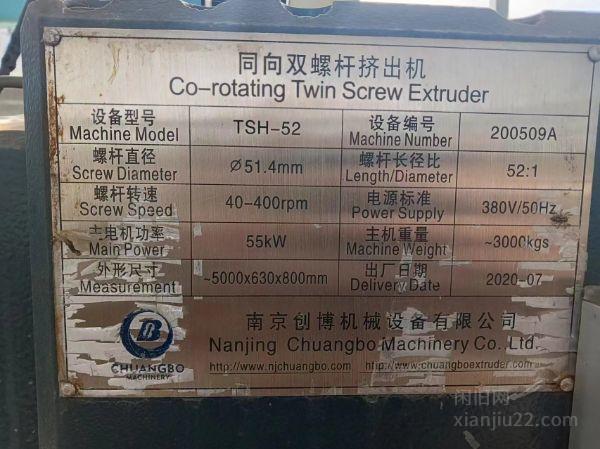 同向双螺杆挤出机
Co-rotating Twin Screw Extruder
设备型号 TSH-52 设备编号 200509A
Machine Model Machine Number
螺杆直径 Ø51.4mm 螺杆长径比 52:1
Screw Diameter Length/Diameter
螺杆转速 40-400rpm 电源标准 380V/50Hz
Screw Speed Power Supply
主电机功率 55kW 主机重量 ~3000kgs
Main Power Machine Weight
外形尺寸 ~5000x630x800mm 出厂日期 2020-07
Measurement Delivery Date
南京创博机械设备有限公司
Nanjing Chuangbo Machinery Co. Ltd.
CHUANGBO
MACHINERY
http://www.njchuangbo.com http://www.chuangboextruder.com
闲旧网
xianjiu22.com